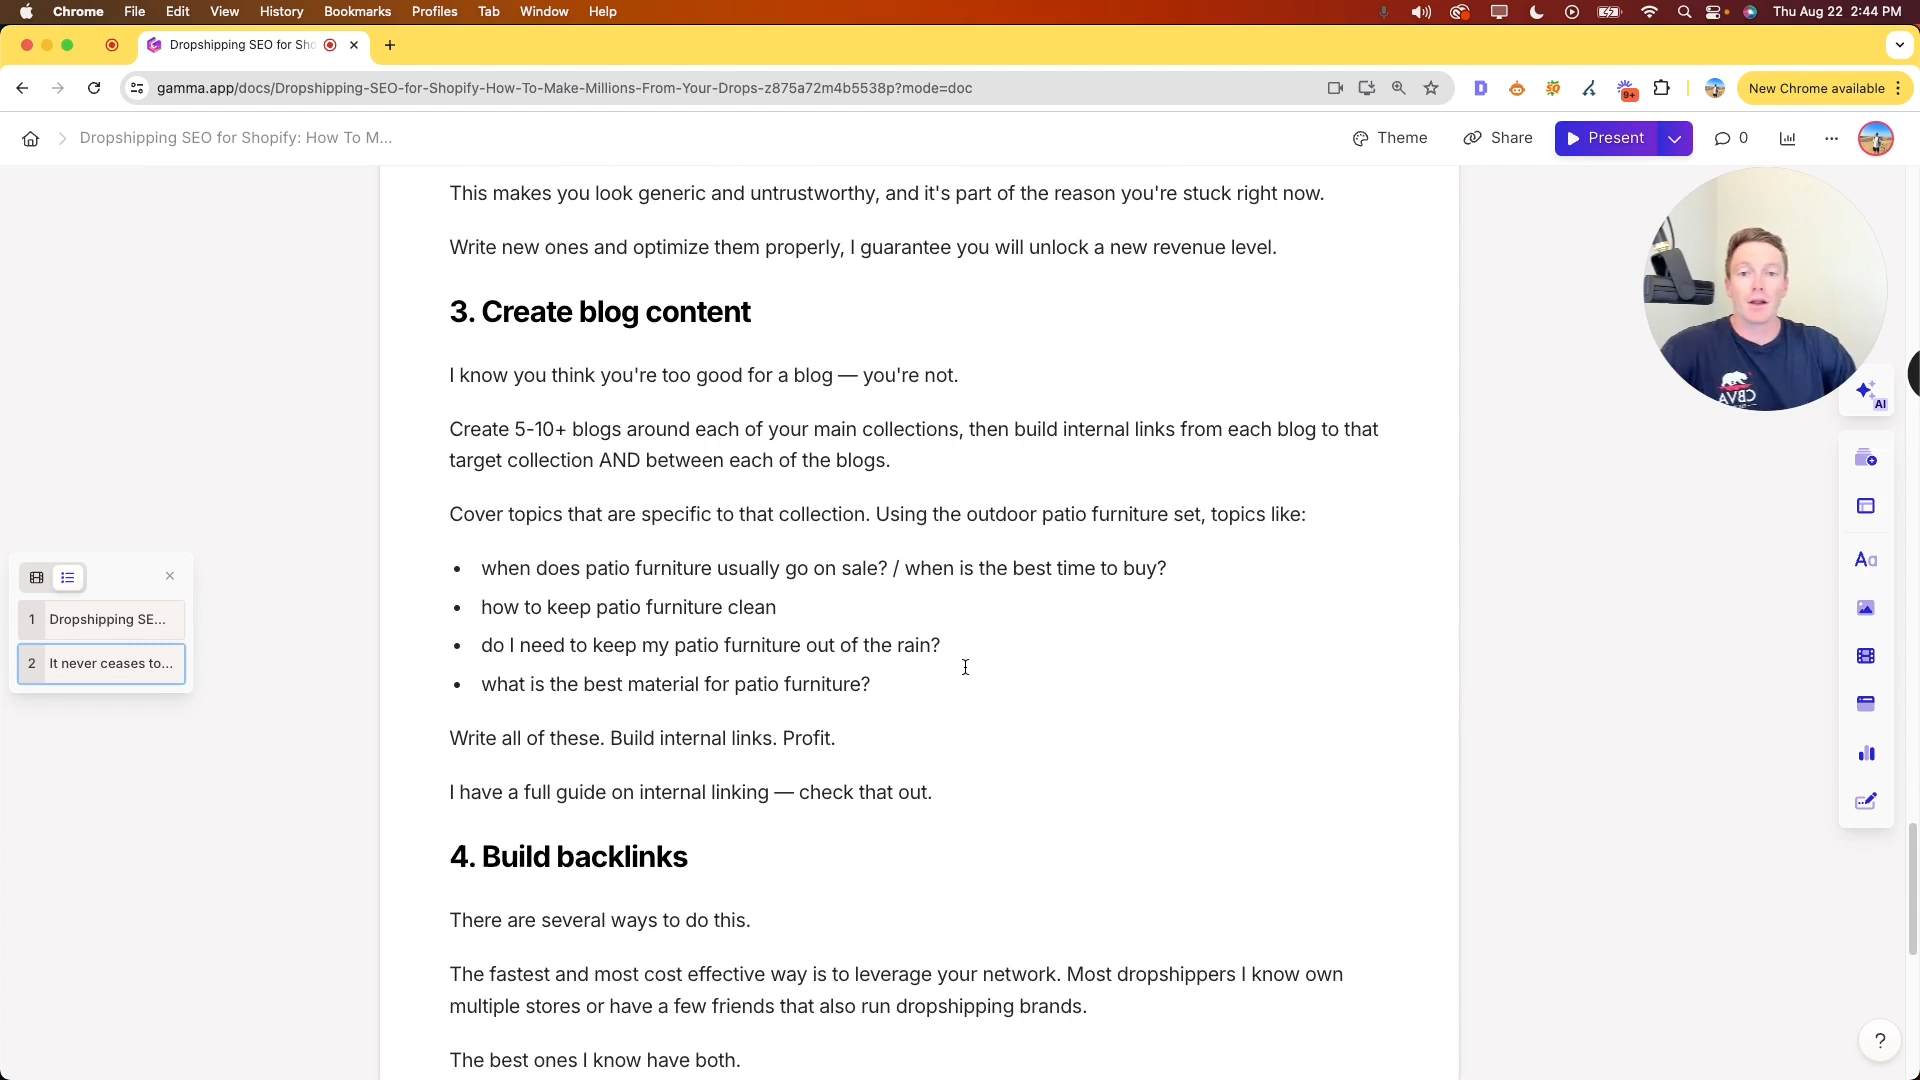 Chrome File Edit View History Bookmarks Profiles Tab Window Help
Thu Aug 22 2:44 PM
Dropshipping SEO for Sho
gamma.app/docs/Dropshipping-SEO-for-Shopify-How-To-Make-Millions-From-Your-Drops-z875a72m4b5538p?mode=doc
9+
New Chrome available
Dropshipping SEO for Shopify: How To M...
Theme
Share
Present
0
This makes you look generic and untrustworthy, and it's part of the reason you're stuck right now.
Write new ones and optimize them properly, I guarantee you will unlock a new revenue level.
3. Create blog content
I know you think you're too good for a blog — you're not.
Create 5-10+ blogs around each of your main collections, then build internal links from each blog to that
target collection AND between each of the blogs.
Cover topics that are specific to that collection. Using the outdoor patio furniture set, topics like:
• when does patio furniture usually go on sale? / when is the best time to buy?
• how to keep patio furniture clean
• do I need to keep my patio furniture out of the rain?
• what is the best material for patio furniture?
Write all of these. Build internal links. Profit.
I have a full guide on internal linking — check that out.
4. Build backlinks
There are several ways to do this.
The fastest and most cost effective way is to leverage your network. Most dropshippers I know own
multiple stores or have a few friends that also run dropshipping brands.
The best ones I know have both.
1 Dropshipping SE...
2 It never ceases to...
CBVA
AI
Aa
?